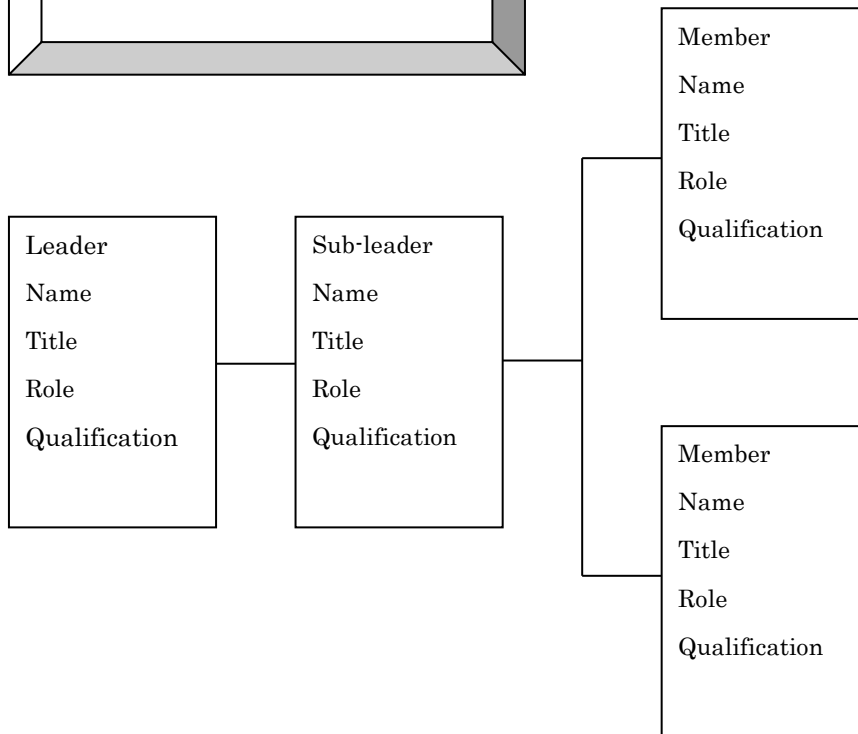 Leader
Name
Title
Role
Qualification
Sub-leader
Name
Title
Role
Qualification
Member
Name
Title
Role
Qualification
Member
Name
Title
Role
Qualification